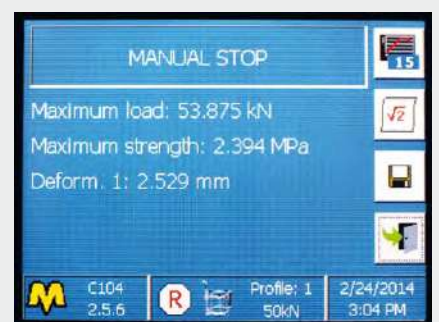 MANUAL STOP
15
Maximum load: 53.875 kN
√2
Maximum strength: 2.394 MPa
Deform. 1: 2.529 mm
M C104 R Profile: 1 2/24/2014
2.5.6 50kN 3:04 PM